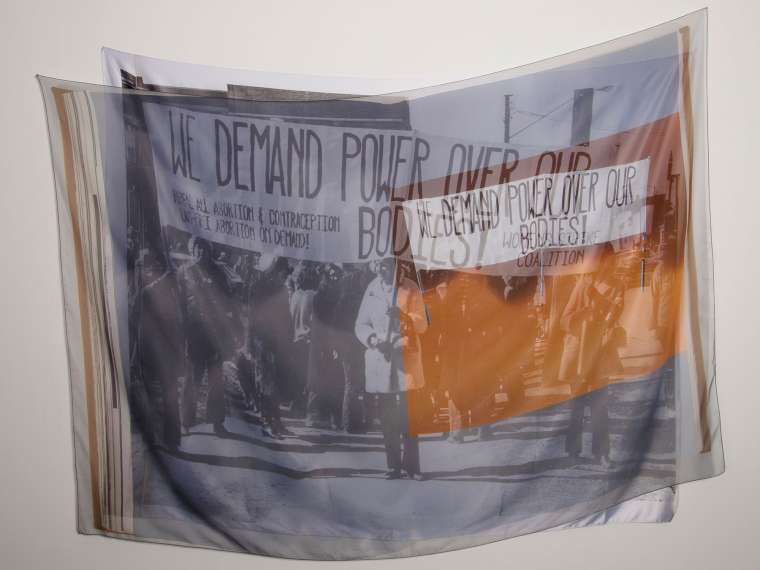 WE DEMAND POWER OVER OUR
BODIES!
REPEAL ALL ABORTION & CONTRACEPTION
ABORTION ON DEMAND!
COALITION
WE DEMAND POWER OVER OUR
BODIES!